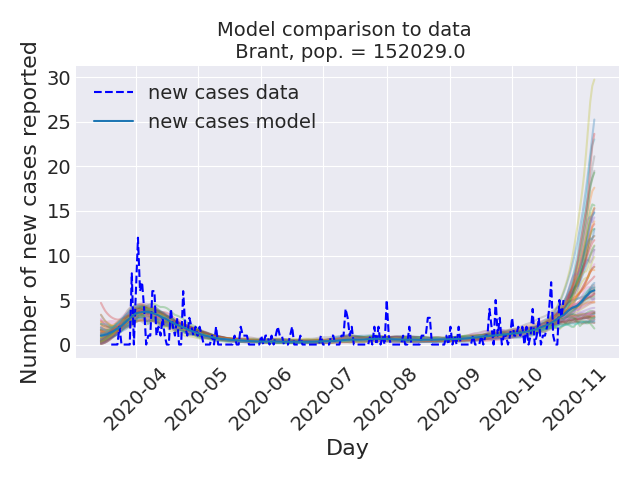 Model comparison to data
Brant, pop. = 152029.0
new cases data
new cases model
Number of new cases reported
30
25
20
15
10
5
0
2020-04
2020-05
2020-06
2020-07
2020-08
2020-09
2020-10
2020-11
Day